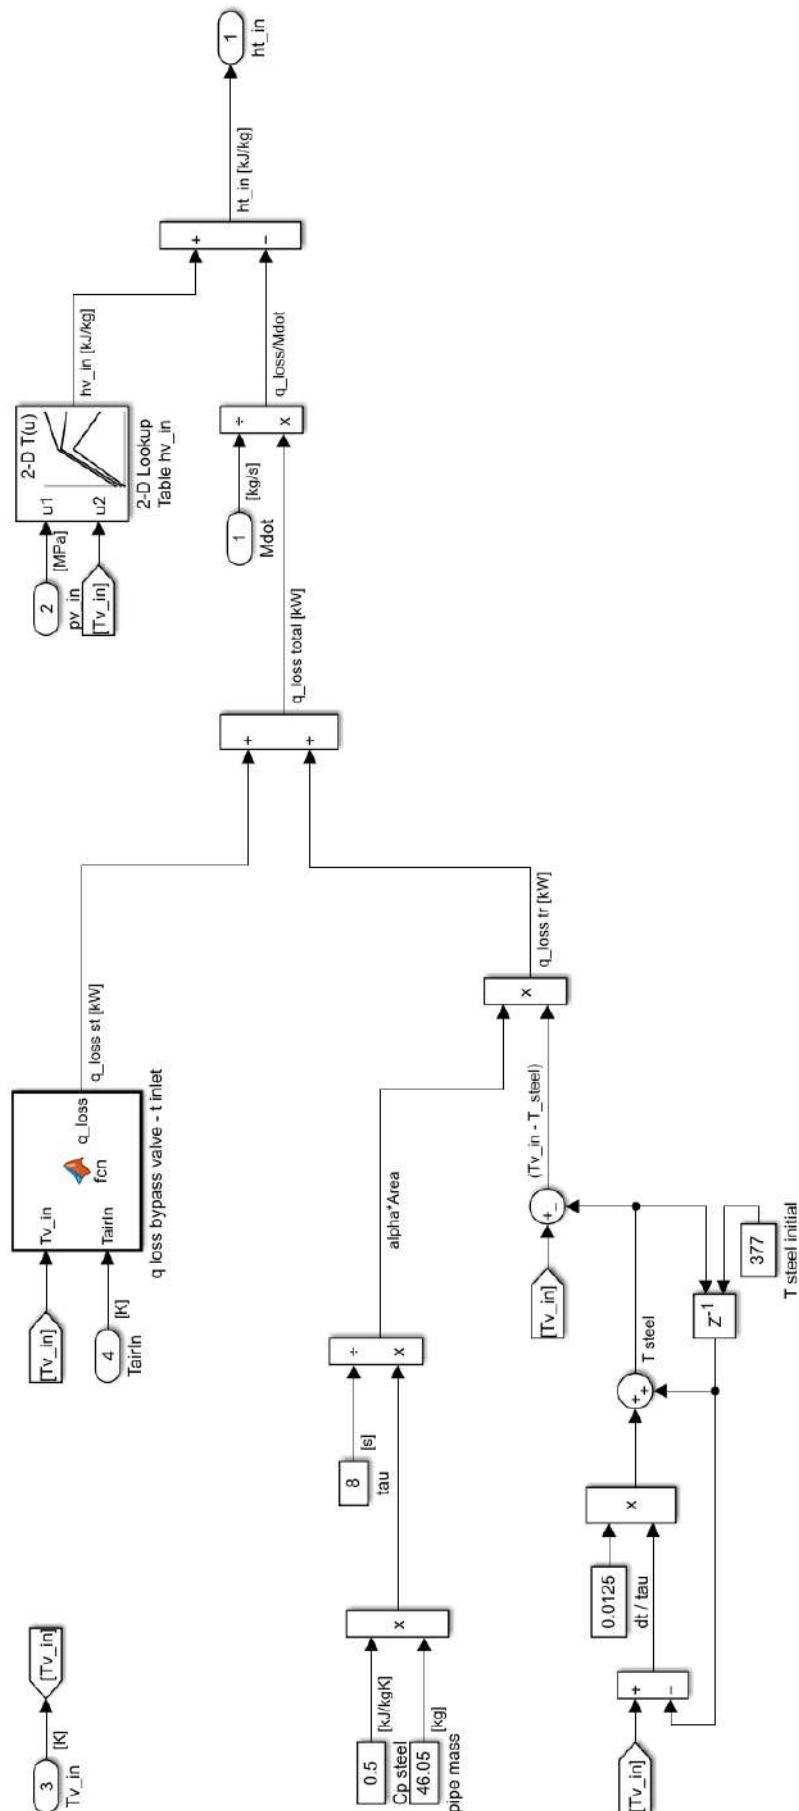 3
Tv_in
[K]
[Tv_in]
[Tv_in]
4
TairIn
[K]
Tv_in
TairIn
fcn
q_loss
q loss bypass valve - t inlet
q_loss st [kW]
2
pv_in
[MPa]
[Tv_in]
u1
u2
2-D T(u)
2-D Lookup
Table hv_in
hv_in [kJ/kg]
1
Mdot
[kg/s]
÷
x
q_loss/Mdot
+
-
ht_in [kJ/kg]
1
ht_in
+
+
q_loss total [kW]
0.5
Cp steel
[kJ/kgK]
46.05
pipe mass
[kg]
x
8
tau
[s]
÷
x
alpha*Area
x
q_loss tr [kW]
[Tv_in]
+
-
(Tv_in - T_steel)
[Tv_in]
+
-
0.0125
dt / tau
x
+
+
T steel
z-1
377
T steel initial